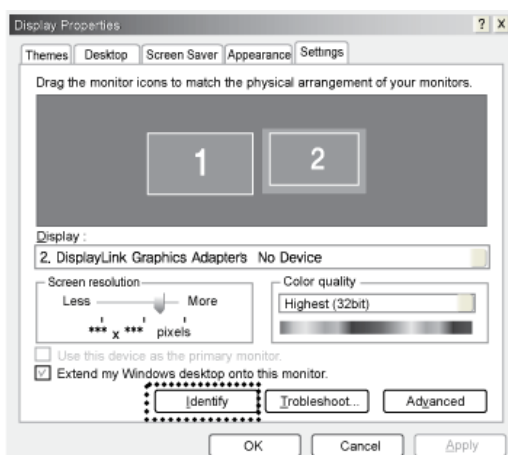 Display Properties ? X
Themes Desktop Screen Saver Appearance Settings
Drag the monitor icons to match the physical arrangement of your monitors.
1 2
Display :
2. DisplayLink Graphics Adapter's No Device
Screen resolution
Less More
*** x *** pixels
Color quality
Highest (32bit)
Use this device as the primary monitor.
Extend my Windows desktop onto this monitor.
Identify Trobleshoot... Advanced
OK Cancel Apply